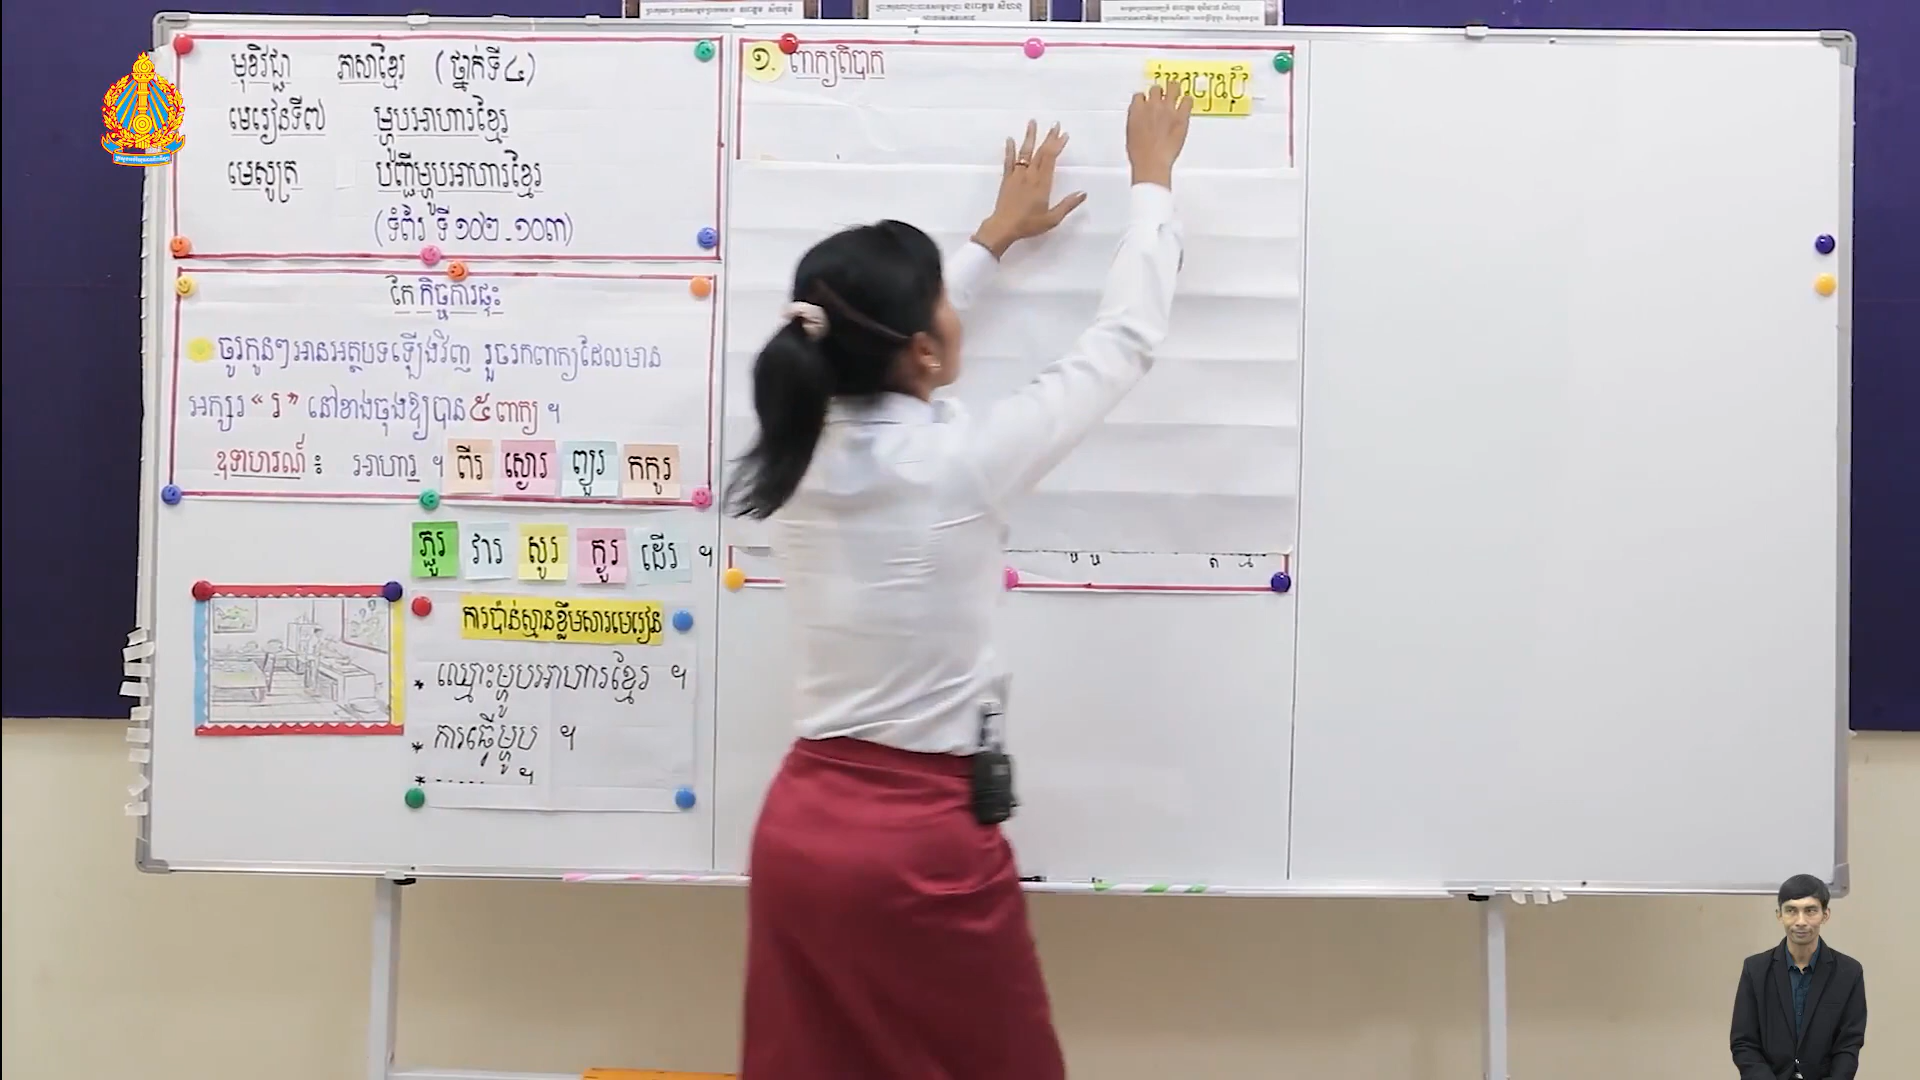 មុខវិជ្ជា ភាសាខ្មែរ (ថ្នាក់ទី៤)
មេរៀនទី៧ ម្ហូបអាហារខ្មែរ
មេសូត្រ បញ្ជីម្ហូបអាហារខ្មែរ
(ទំព័រ ទី១០២-១០៣)
កែ កិច្ចការផ្ទះ
ចូរកូនៗអានអត្ថបទឡើងវិញ រួចរកពាក្យដែលមាន
អក្សរ "រ" នៅខាងចុងឱ្យបាន៥ពាក្យ ។
ឧទាហរណ៍ ៖ អាហារ ។ ពីរ ស្ងោរ ព្យួរ កកូរ
ភ្ជួរ វារ សូរ ក្ងួរ ដើរ ។
ការប៉ាន់ស្មានខ្លឹមសារមេរៀន
* ឈ្មោះម្ហូបអាហារខ្មែរ ។
* ការធ្វើម្ហូប ។
* ..... ។
១. ពាក្យពិបាក